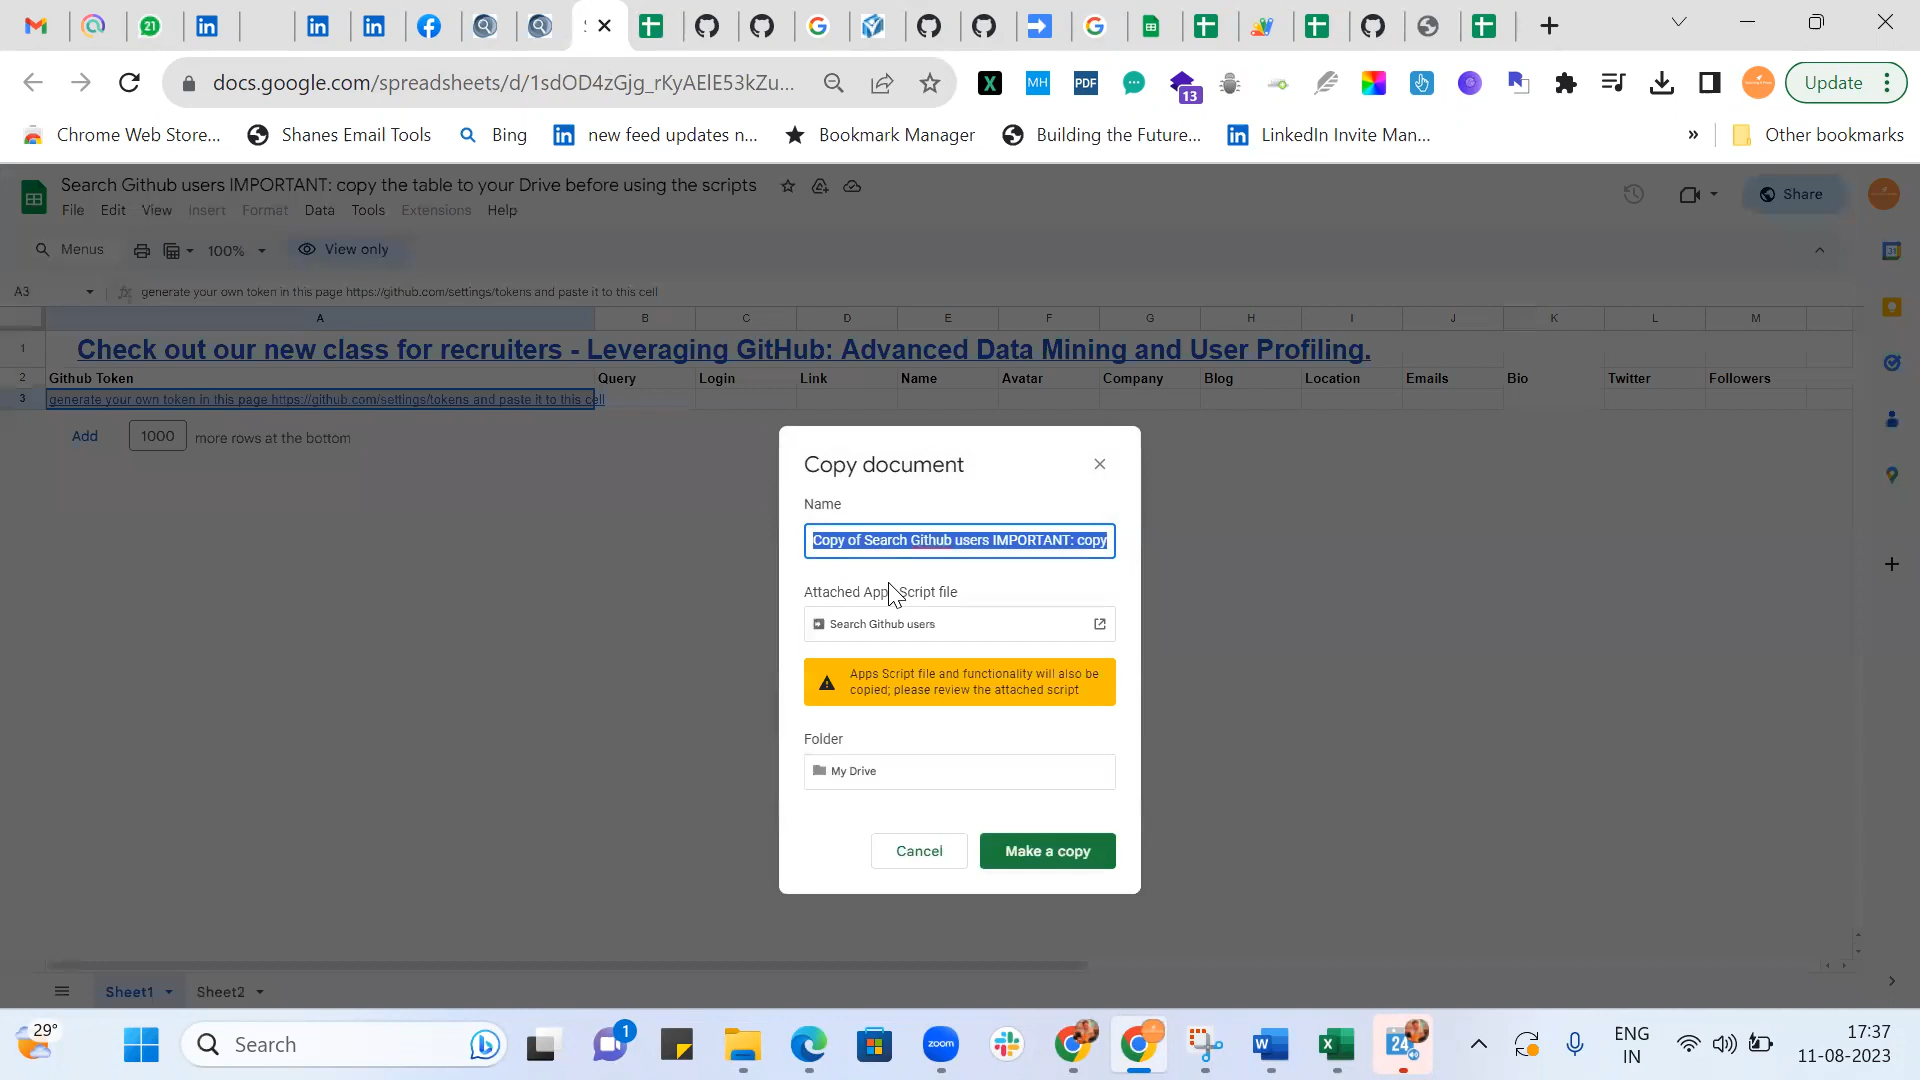 21
docs.google.com/spreadsheets/d/1sdOD4zGjg_rKyAElE53kZu...
X
MH
PDF
13
Update
Chrome Web Store...
Shanes Email Tools
Bing
new feed updates n...
Bookmark Manager
Building the Future...
LinkedIn Invite Man...
»
Other bookmarks
Search Github users IMPORTANT: copy the table to your Drive before using the scripts
File Edit View Insert Format Data Tools Extensions Help
Share
Menus
100%
View only
A3
generate your own token in this page https://github.com/settings/tokens and paste it to this cell
A B C D E F G H I J K L M
1 Check out our new class for recruiters - Leveraging GitHub: Advanced Data Mining and User Profiling.
2 Github Token Query Login Link Name Avatar Company Blog Location Emails Bio Twitter Followers
3 generate your own token in this page https://github.com/settings/tokens and paste it to this cell
Add 1000 more rows at the bottom
Copy document
Name
Copy of Search Github users IMPORTANT: copy
Attached Apps Script file
Search Github users
Apps Script file and functionality will also be
copied; please review the attached script
Folder
My Drive
Cancel
Make a copy
Sheet1
Sheet2
29°
Search
1
zoom
W
X
24
ENG
IN
17:37
11-08-2023